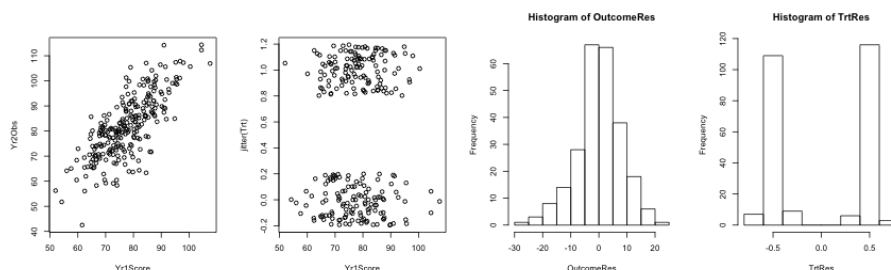 Histogram of OutcomeRes
Histogram of TrtRes
Yr2Obs
40 50 60 70 80 90 100 110
50 60 70 80 90 100
Yr1Score
jitter(Trt)
-0.2 0.0 0.2 0.4 0.6 0.8 1.0 1.2
50 60 70 80 90 100
Yr1Score
Frequency
0 10 20 30 40 50 60
-30 -20 -10 0 10 20
OutcomeRes
Frequency
0 20 40 60 80 100 120
-0.5 0.0 0.5
TrtRes